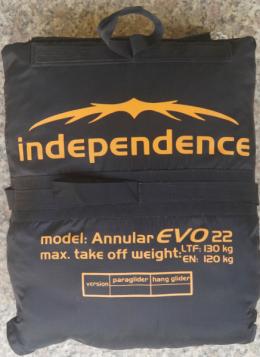 independence
model: Annular EVO 22
max. take off weight: LTF: 130 kg
EN: 120 kg
version paraglider hang glider